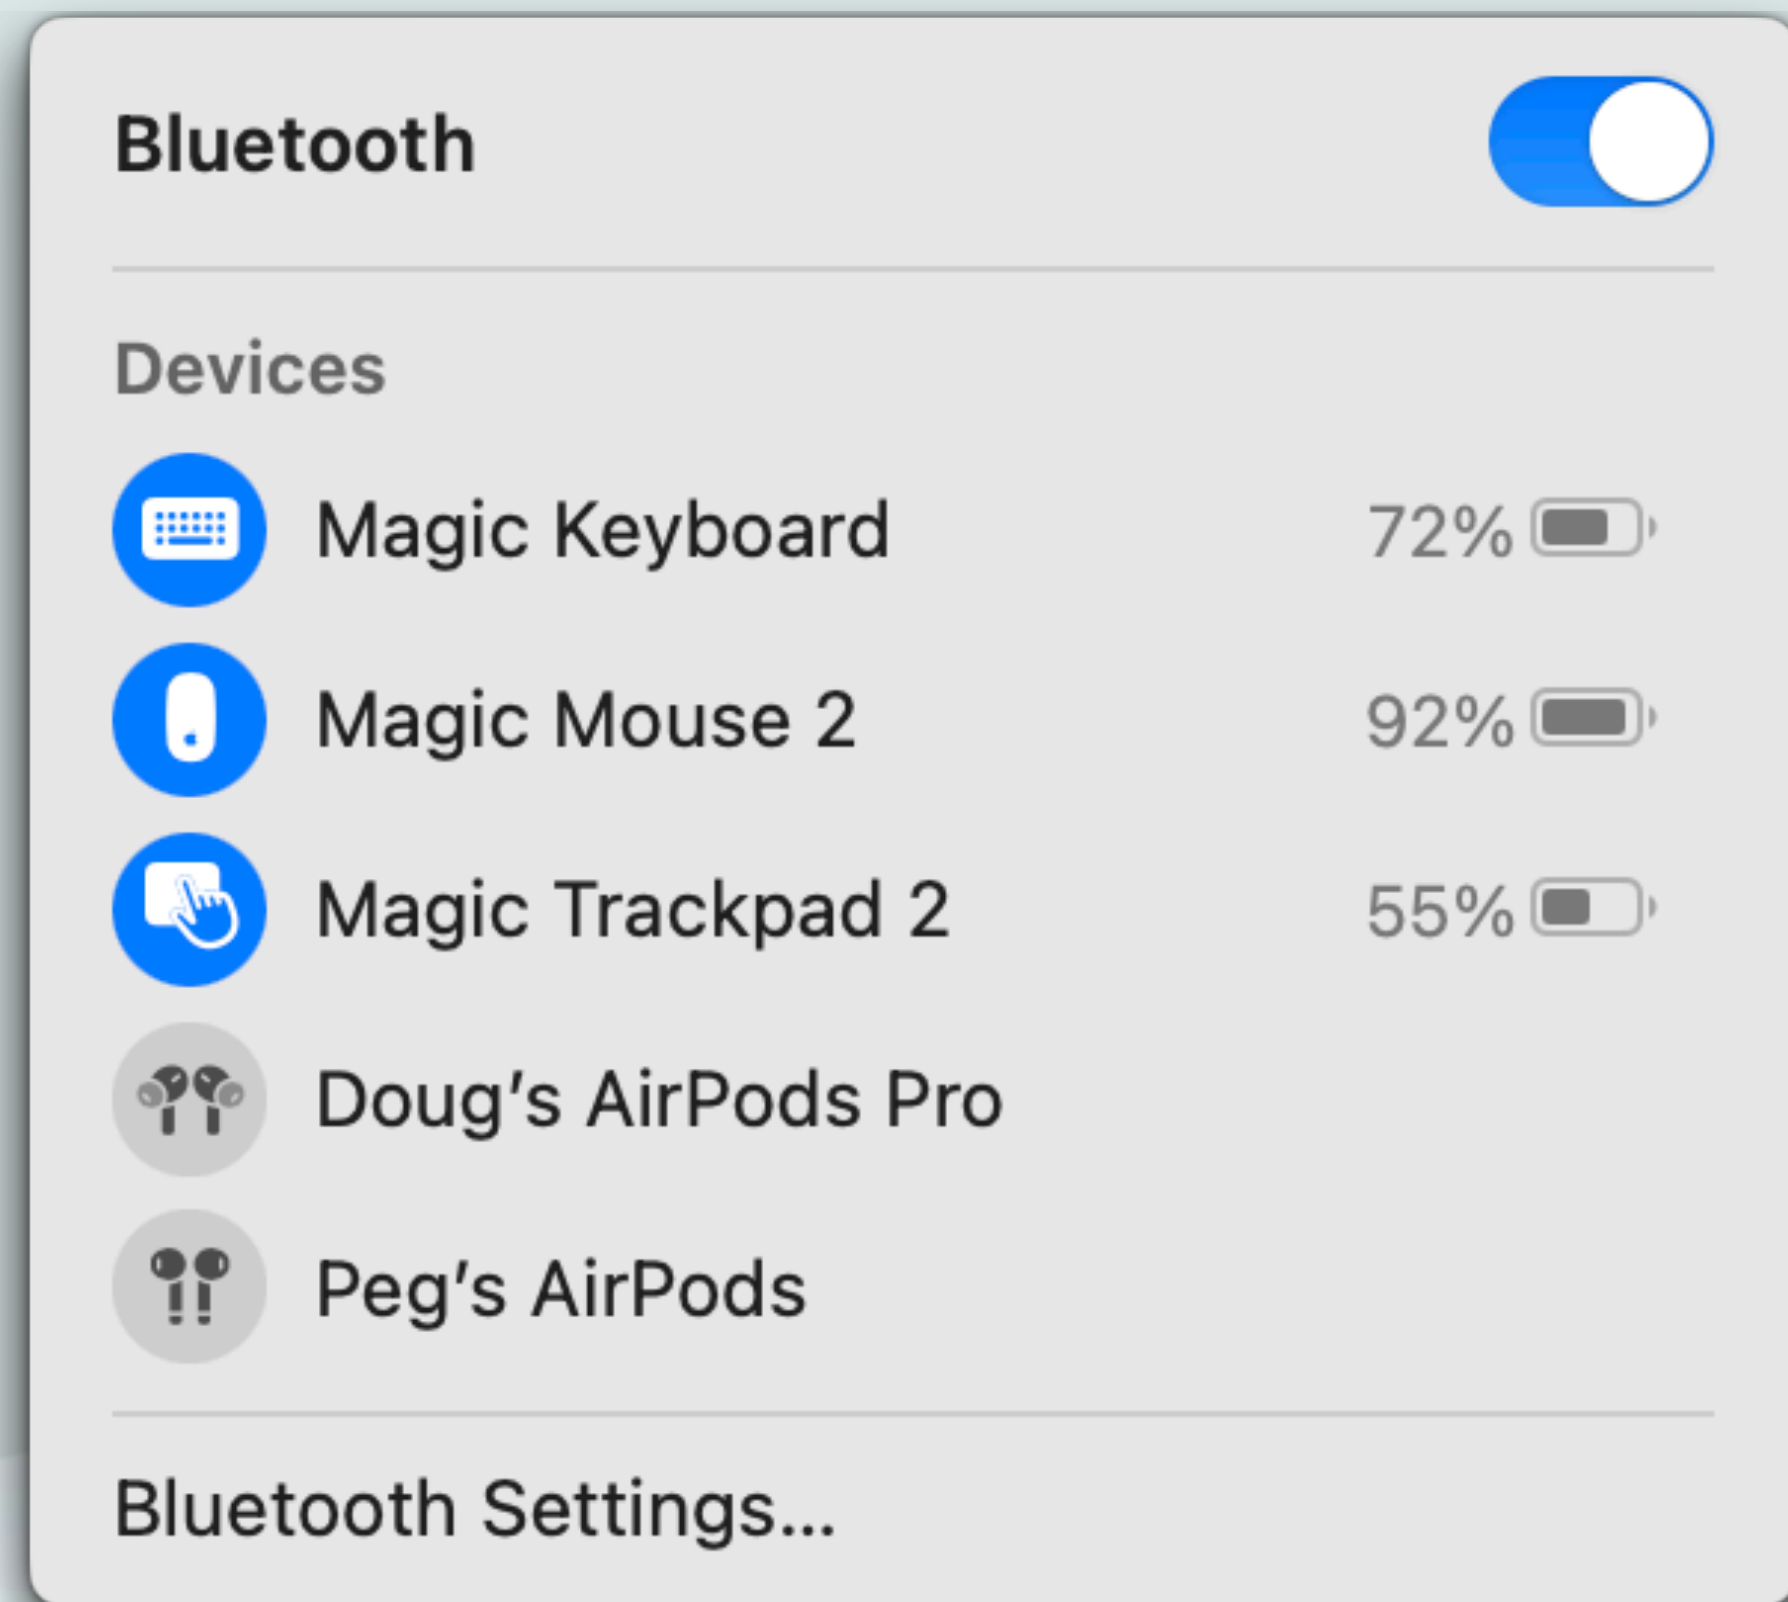 Bluetooth
Devices
Magic Keyboard 72%
Magic Mouse 2 92%
Magic Trackpad 2 55%
Doug’s AirPods Pro
Peg’s AirPods
Bluetooth Settings...